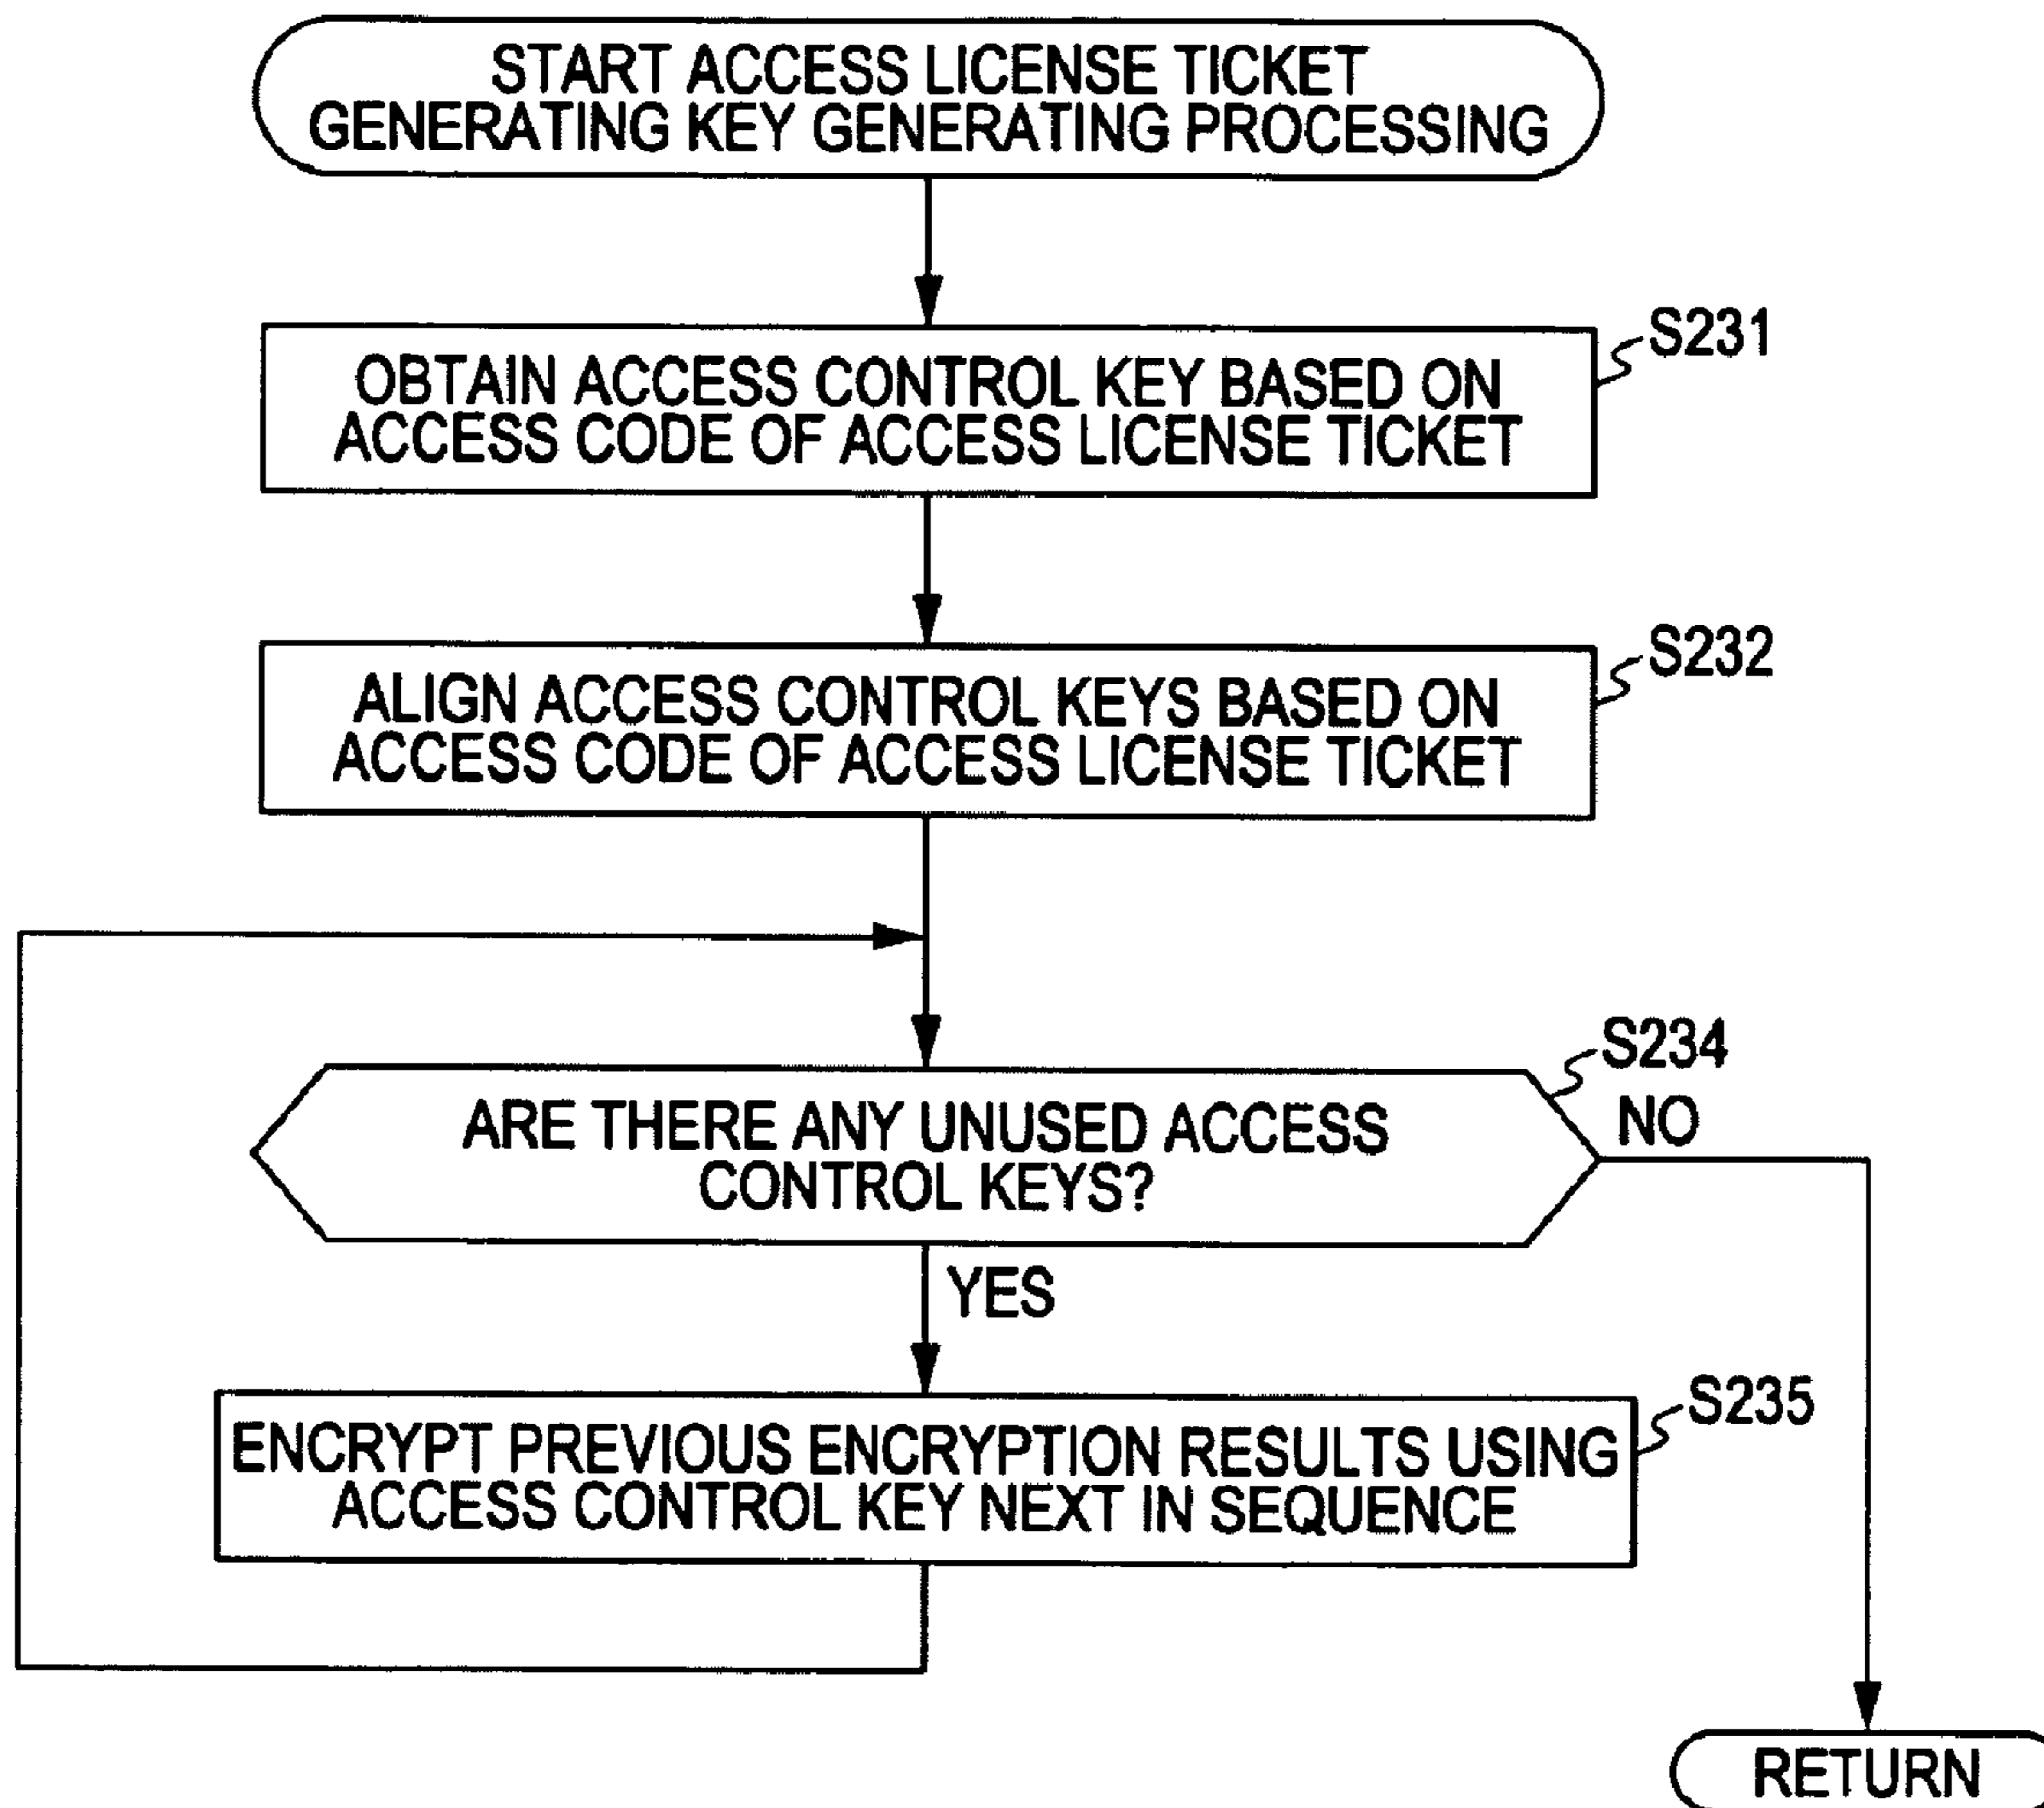 START ACCESS LICENSE TICKET
GENERATING KEY GENERATING PROCESSING
S231
OBTAIN ACCESS CONTROL KEY BASED ON
ACCESS CODE OF ACCESS LICENSE TICKET
S232
ALIGN ACCESS CONTROL KEYS BASED ON
ACCESS CODE OF ACCESS LICENSE TICKET
S234
NO
ARE THERE ANY UNUSED ACCESS
CONTROL KEYS?
YES
S235
ENCRYPT PREVIOUS ENCRYPTION RESULTS USING
ACCESS CONTROL KEY NEXT IN SEQUENCE
RETURN